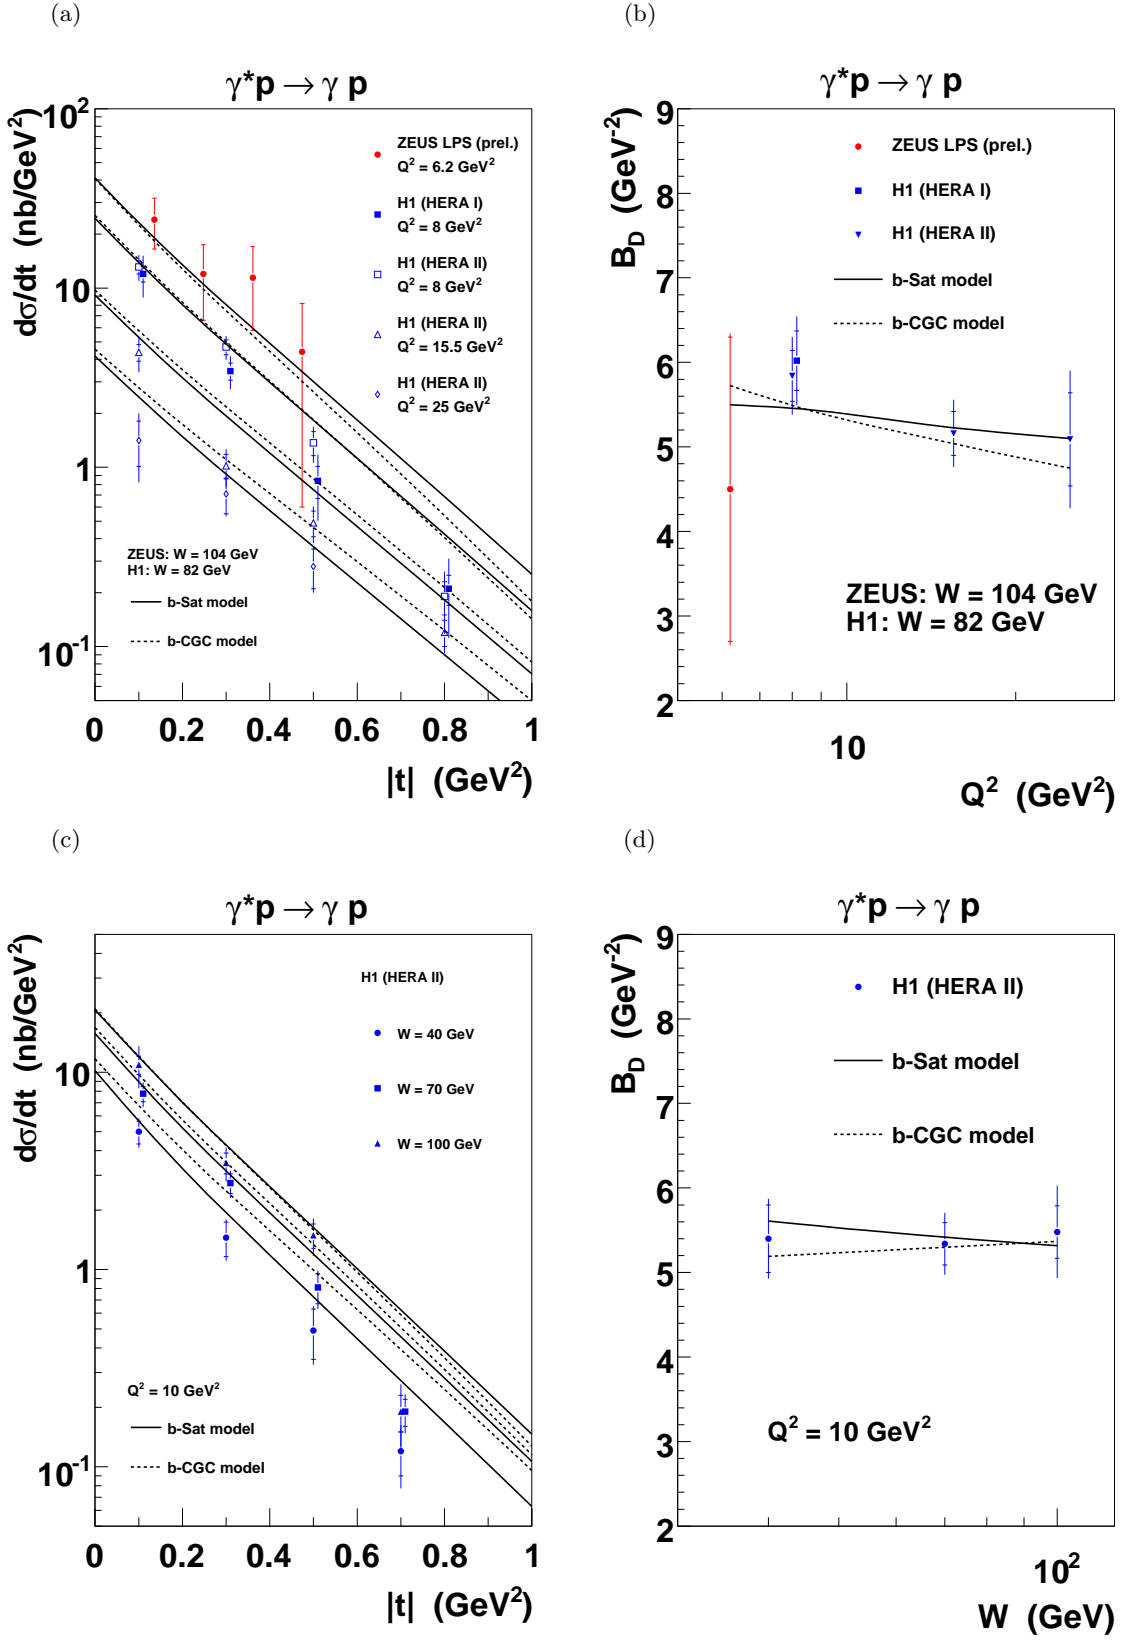 (a)
γ*p → γ p
dσ/dt (nb/GeV²)
10²
10
1
10⁻¹
ZEUS LPS (prel.)
Q² = 6.2 GeV²
H1 (HERA I)
Q² = 8 GeV²
H1 (HERA II)
Q² = 8 GeV²
H1 (HERA II)
Q² = 15.5 GeV²
H1 (HERA II)
Q² = 25 GeV²
ZEUS: W = 104 GeV
H1: W = 82 GeV
b-Sat model
b-CGC model
0 0.2 0.4 0.6 0.8 1
|t| (GeV²)
(b)
γ*p → γ p
B_D (GeV⁻²)
9
8
7
6
5
4
3
2
ZEUS LPS (prel.)
H1 (HERA I)
H1 (HERA II)
b-Sat model
b-CGC model
ZEUS: W = 104 GeV
H1: W = 82 GeV
10
Q² (GeV²)
(c)
γ*p → γ p
dσ/dt (nb/GeV²)
10
1
10⁻¹
H1 (HERA II)
W = 40 GeV
W = 70 GeV
W = 100 GeV
Q² = 10 GeV²
b-Sat model
b-CGC model
0 0.2 0.4 0.6 0.8 1
|t| (GeV²)
(d)
γ*p → γ p
B_D (GeV⁻²)
9
8
7
6
5
4
3
2
H1 (HERA II)
b-Sat model
b-CGC model
Q² = 10 GeV²
10²
W (GeV)